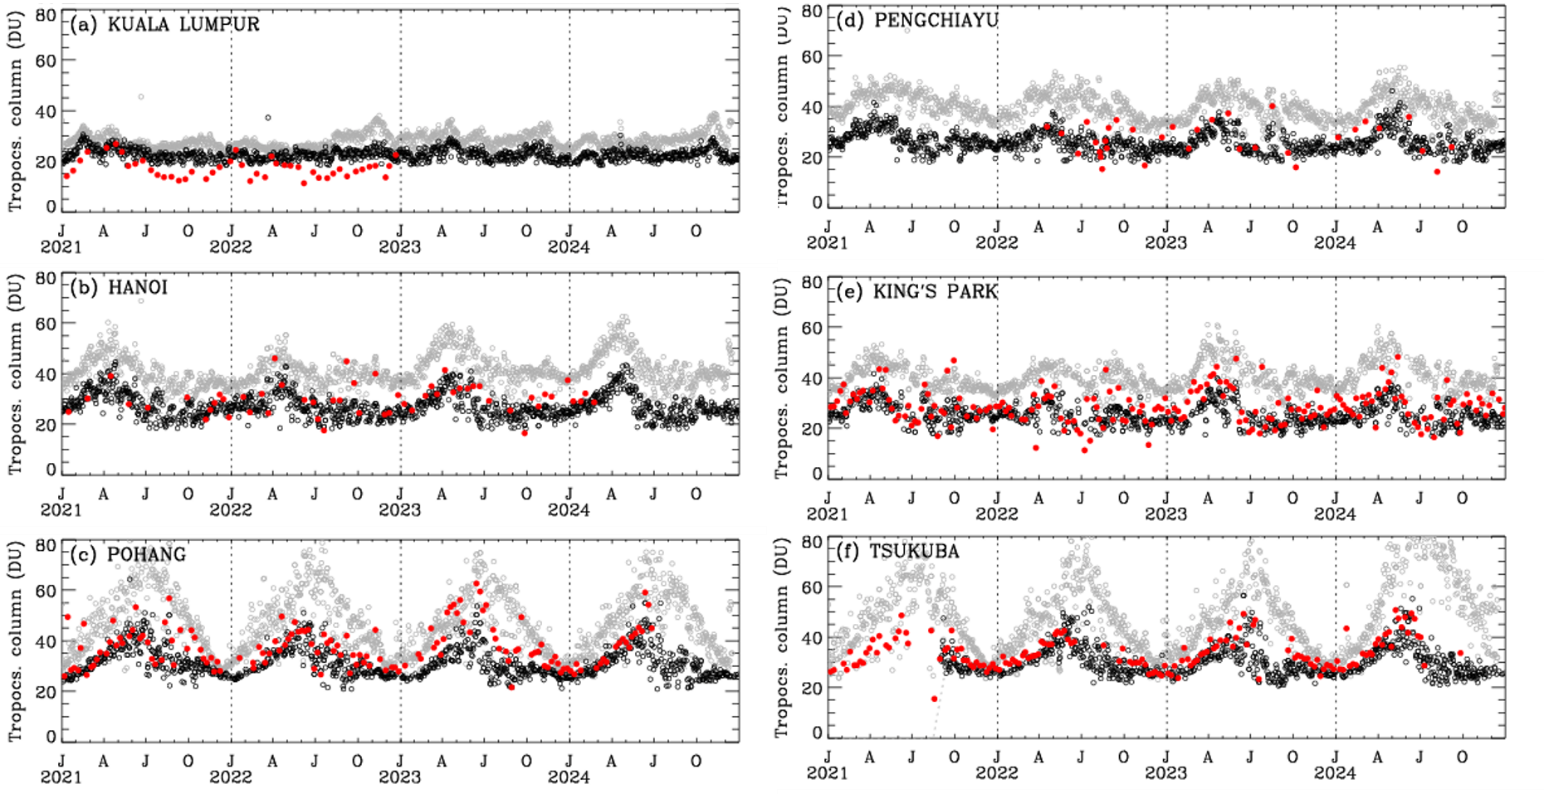 (a) KUALA LUMPUR
Tropocs. column (DU)
80
60
40
20
0
J A J O J A J O J A J O J A J O
2021 2022 2023 2024
(b) HANOI
Tropocs. column (DU)
80
60
40
20
0
J A J O J A J O J A J O J A J O
2021 2022 2023 2024
(c) POHANG
Tropocs. column (DU)
80
60
40
20
0
J A J O J A J O J A J O J A J O
2021 2022 2023 2024
(d) PENGCHIAYU
Tropocs. column (DU)
80
60
40
20
0
J A J O J A J O J A J O J A J O
2021 2022 2023 2024
(e) KING'S PARK
Tropocs. column (DU)
80
60
40
20
0
J A J O J A J O J A J O J A J O
2021 2022 2023 2024
(f) TSUKUBA
Tropocs. column (DU)
80
60
40
20
0
J A J O J A J O J A J O J A J O
2021 2022 2023 2024